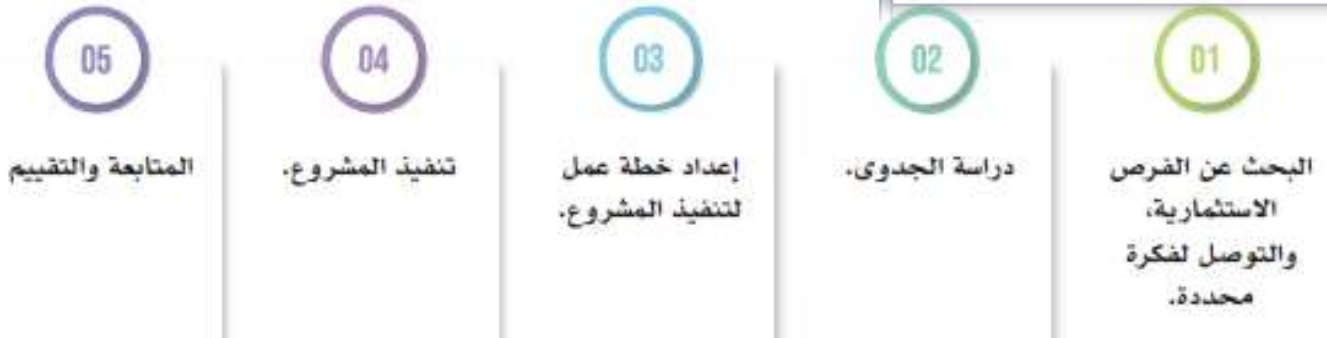 01
البحث عن الفرص
الاستثمارية،
والتوصل لفكرة
محددة.
02
دراسة الجدوى.
03
إعداد خطة عمل
لتنفيذ المشروع.
04
تنفيذ المشروع.
05
المتابعة والتقييم